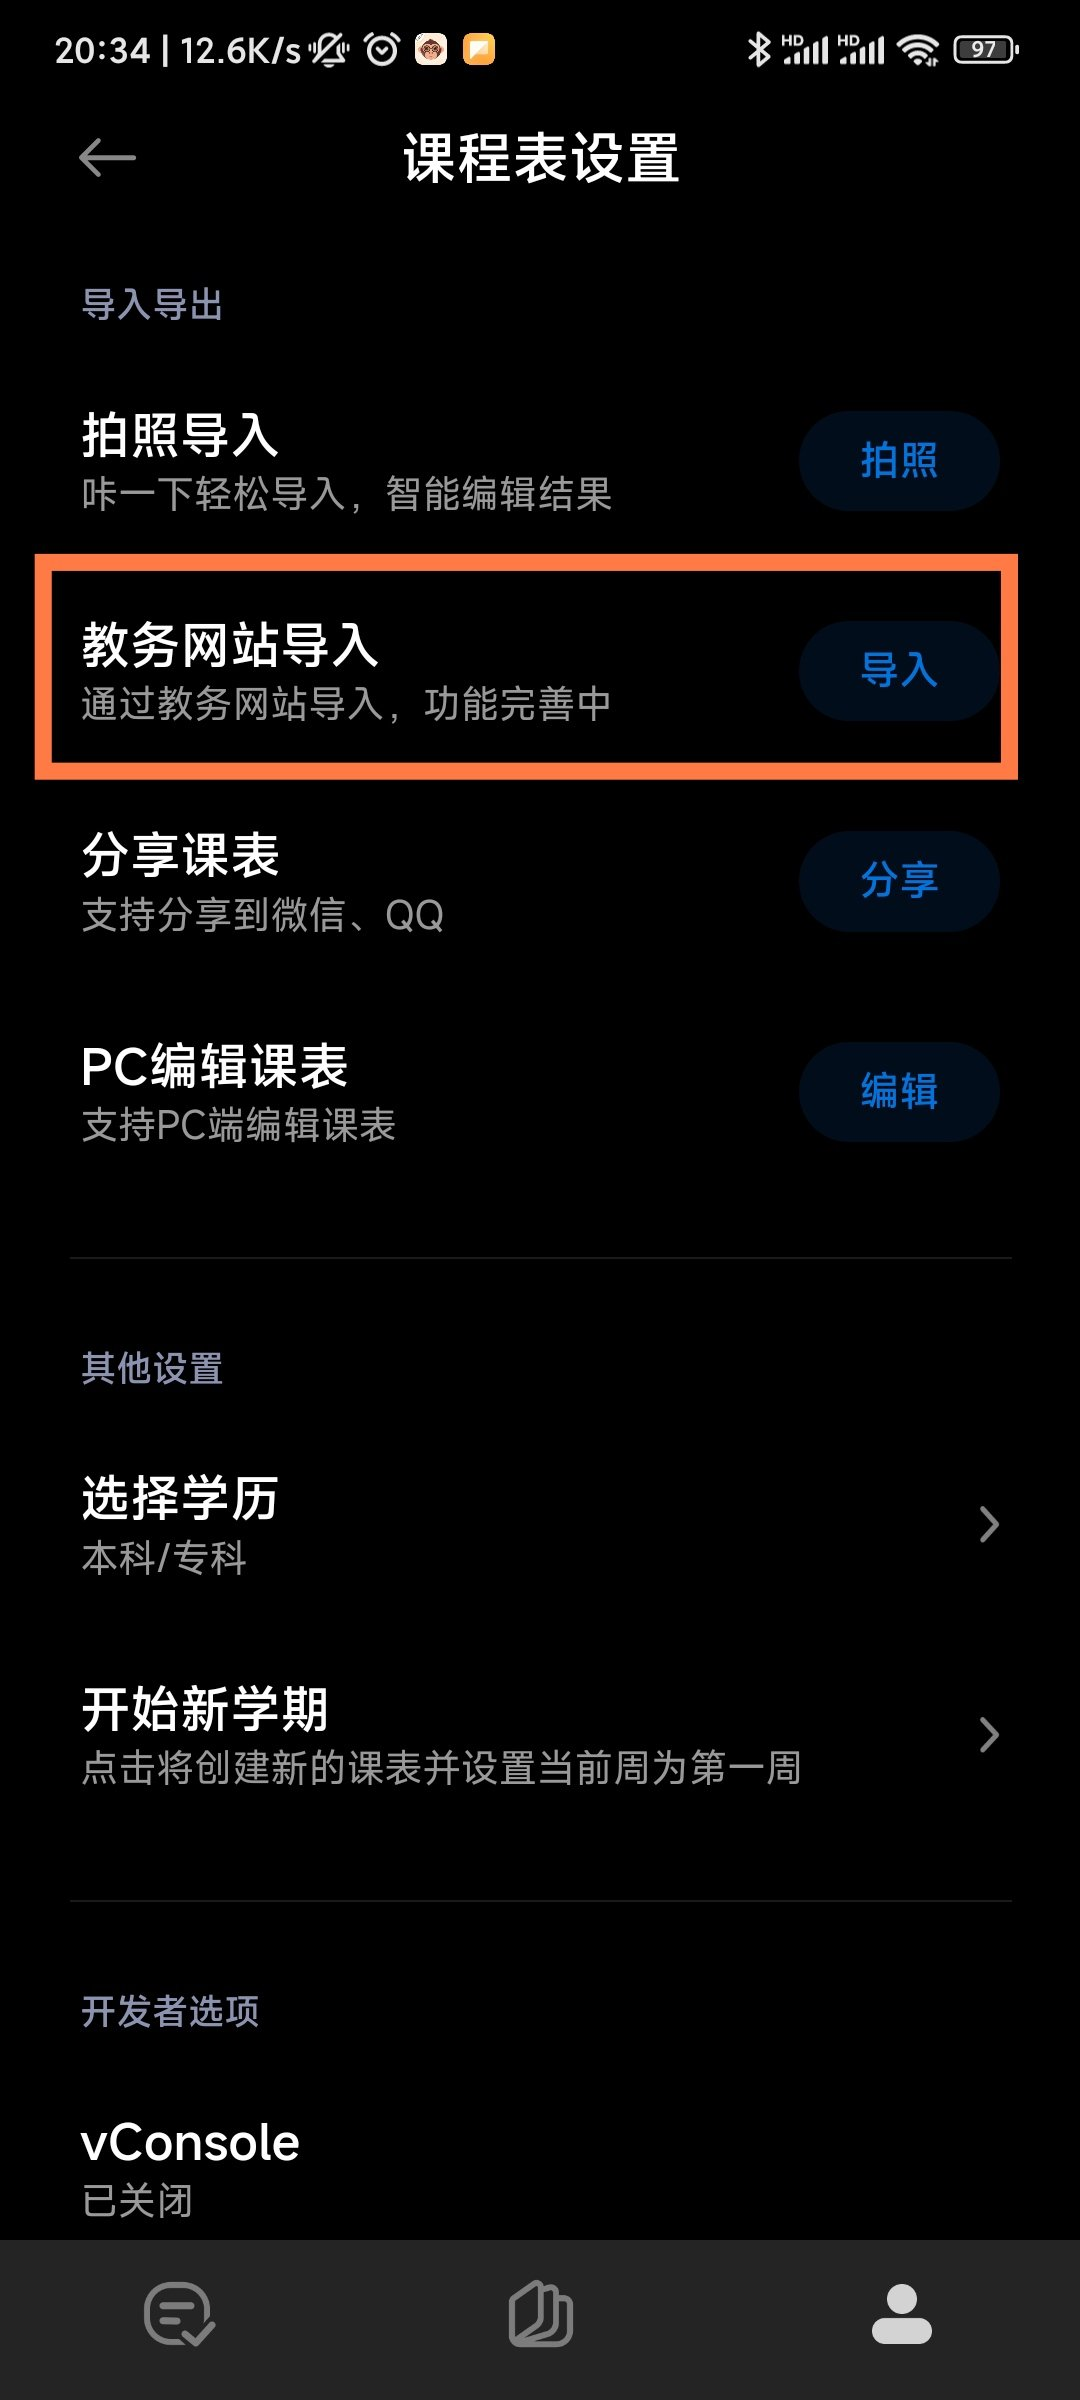 20:34 | 12.6K/s
HD HD 97
课程表设置
导入导出
拍照导入
咔一下轻松导入，智能编辑结果
拍照
教务网站导入
通过教务网站导入，功能完善中
导入
分享课表
支持分享到微信、QQ
分享
PC编辑课表
支持PC端编辑课表
编辑
其他设置
选择学历
本科/专科
开始新学期
点击将创建新的课表并设置当前周为第一周
开发者选项
vConsole
已关闭